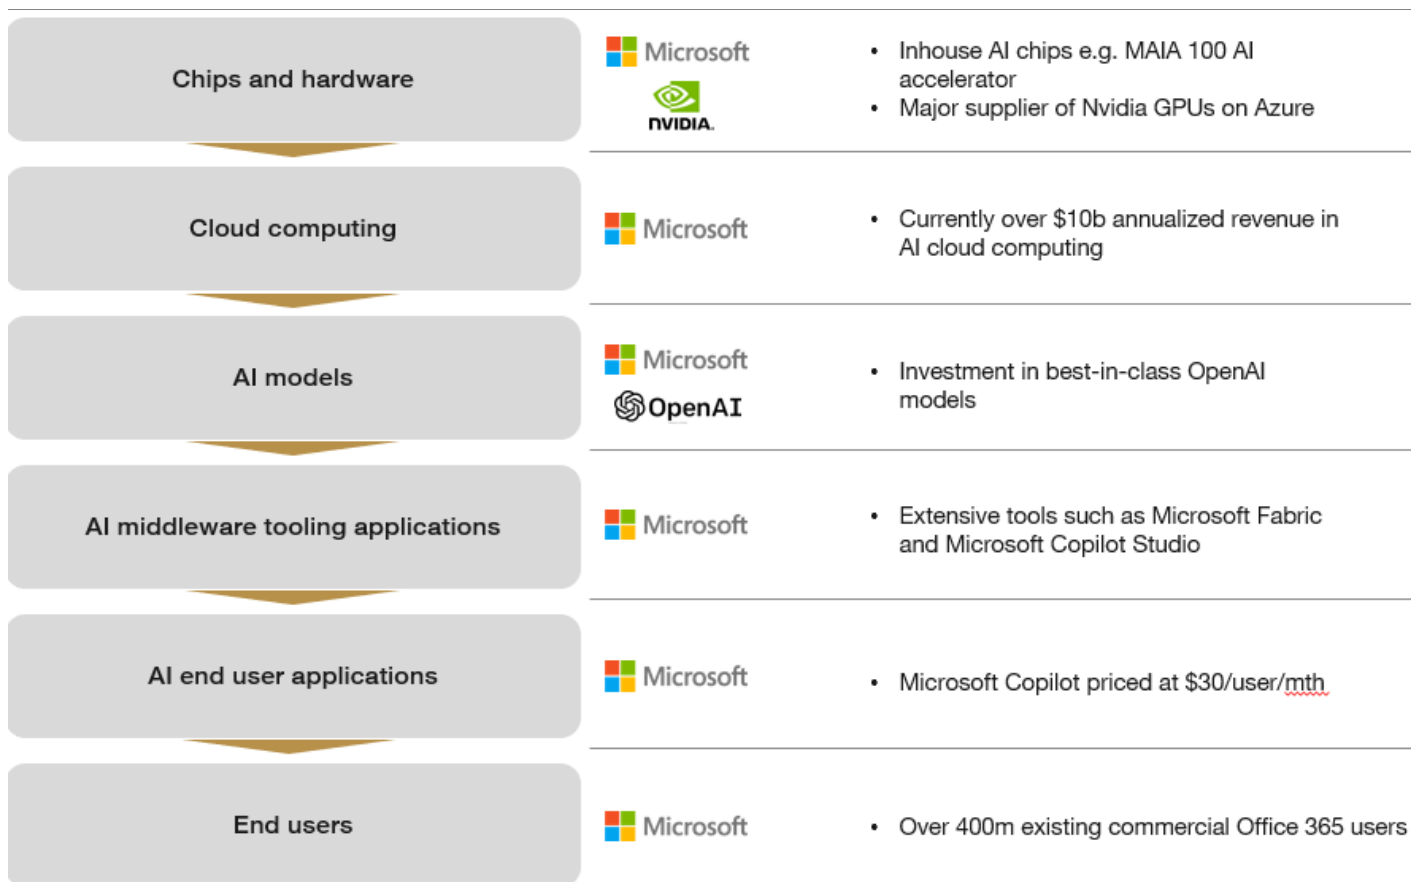 Chips and hardware
Microsoft
NVIDIA.
• Inhouse AI chips e.g. MAIA 100 AI
accelerator
• Major supplier of Nvidia GPUs on Azure
Cloud computing
Microsoft
• Currently over $10b annualized revenue in
AI cloud computing
AI models
Microsoft
OpenAI
• Investment in best-in-class OpenAI
models
AI middleware tooling applications
Microsoft
• Extensive tools such as Microsoft Fabric
and Microsoft Copilot Studio
AI end user applications
Microsoft
• Microsoft Copilot priced at $30/user/mth
End users
Microsoft
• Over 400m existing commercial Office 365 users